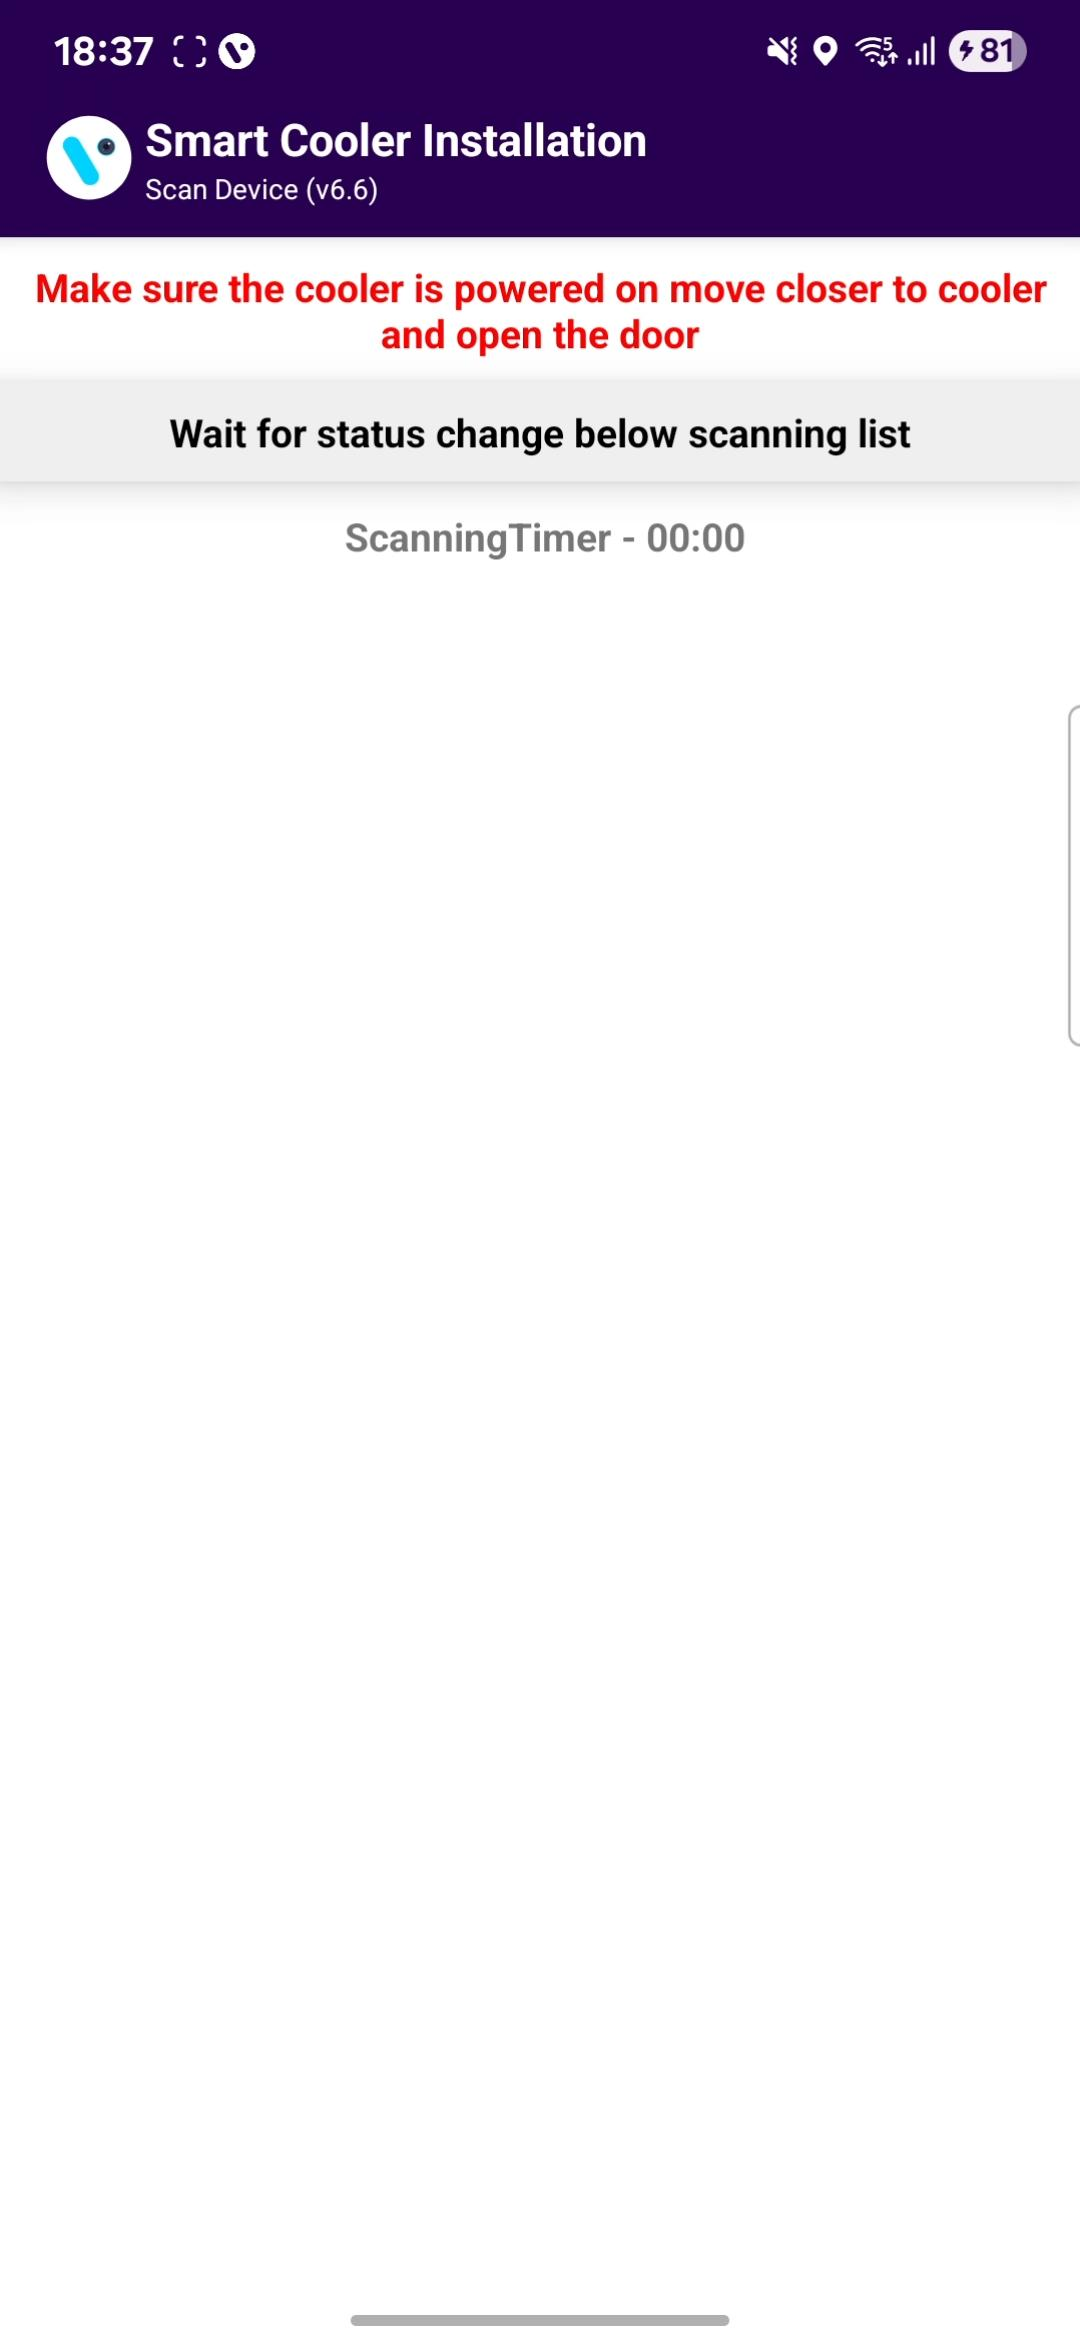 18:37
5
81
Smart Cooler Installation
Scan Device (v6.6)
Make sure the cooler is powered on move closer to cooler
and open the door
Wait for status change below scanning list
ScanningTimer - 00:00